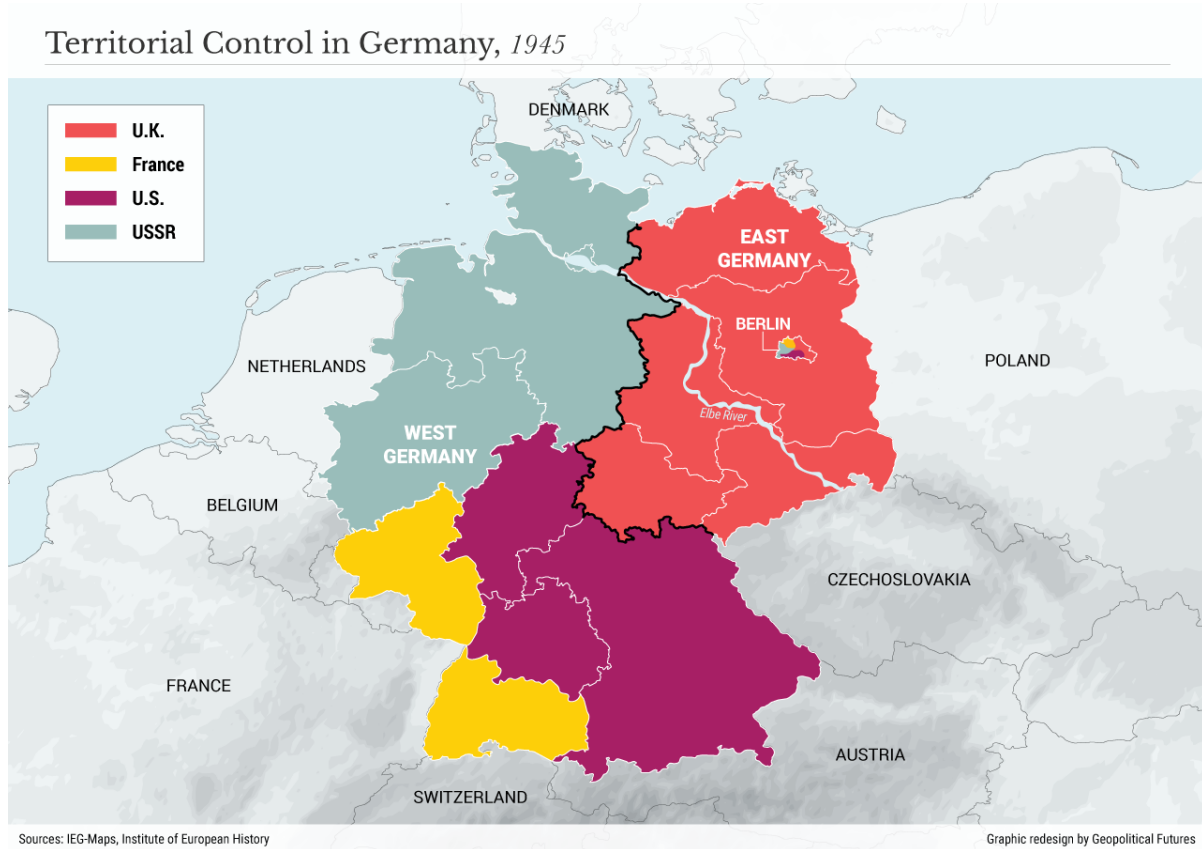 Territorial Control in Germany, 1945
U.K.
France
U.S.
USSR
DENMARK
EAST
GERMANY
BERLIN
NETHERLANDS
POLAND
Elbe River
WEST
GERMANY
BELGIUM
CZECHOSLOVAKIA
FRANCE
AUSTRIA
SWITZERLAND
Sources: IEG-Maps, Institute of European History
Graphic redesign by Geopolitical Futures